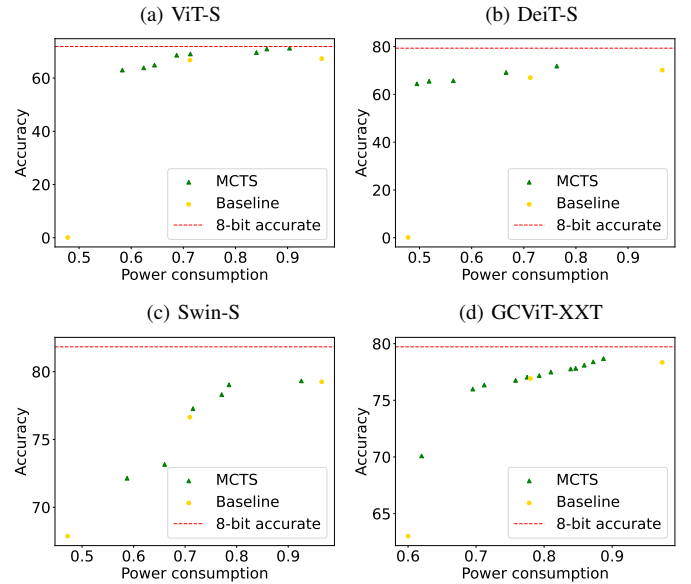 (a) ViT-S
60
40
20
0
Accuracy
MCTS
Baseline
8-bit accurate
0.5 0.6 0.7 0.8 0.9
Power consumption
(b) DeiT-S
80
60
40
20
0
Accuracy
MCTS
Baseline
8-bit accurate
0.5 0.6 0.7 0.8 0.9
Power consumption
(c) Swin-S
80
75
70
Accuracy
MCTS
Baseline
8-bit accurate
0.5 0.6 0.7 0.8 0.9
Power consumption
(d) GCViT-XXT
80
75
70
65
Accuracy
MCTS
Baseline
8-bit accurate
0.6 0.7 0.8 0.9
Power consumption